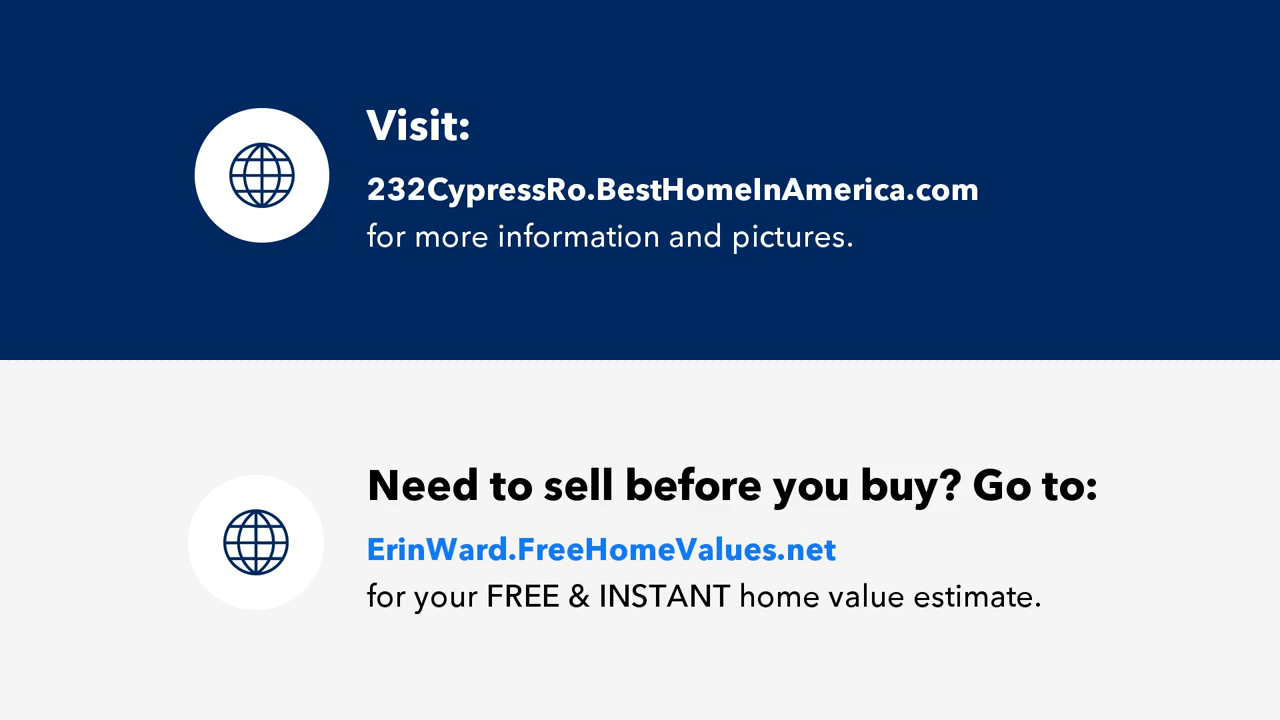 Visit:
232CypressRo.BestHomeInAmerica.com
for more information and pictures.
Need to sell before you buy? Go to:
ErinWard.FreeHomeValues.net
for your FREE & INSTANT home value estimate.